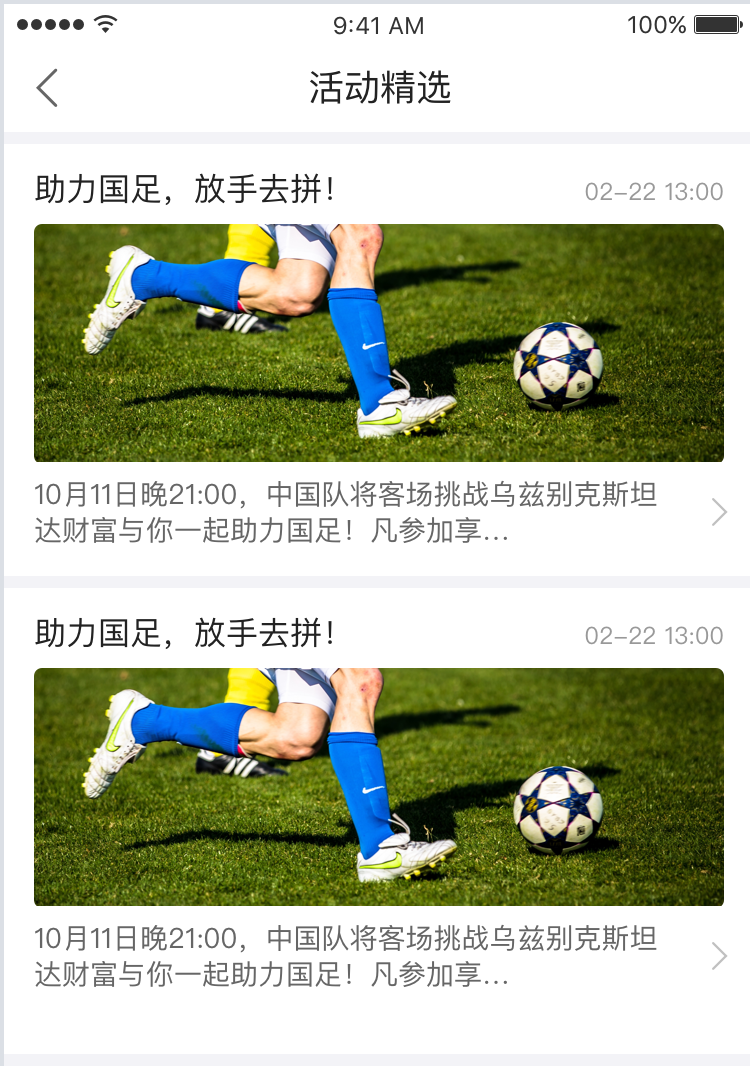 9:41 AM
100%
活动精选
助力国足，放手去拼！
02–22 13:00
10月11日晚21:00，中国队将客场挑战乌兹别克斯坦
达财富与你一起助力国足！凡参加享...
助力国足，放手去拼！
02–22 13:00
10月11日晚21:00，中国队将客场挑战乌兹别克斯坦
达财富与你一起助力国足！凡参加享...